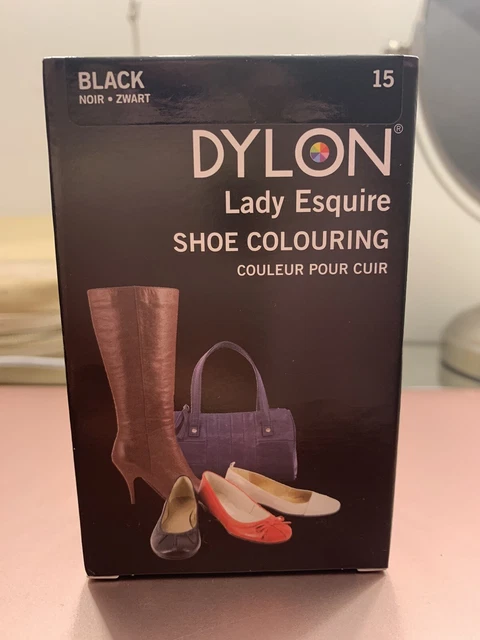 BLACK 15
NOIR • ZWART
DYLON®
Lady Esquire
SHOE COLOURING
COULEUR POUR CUIR